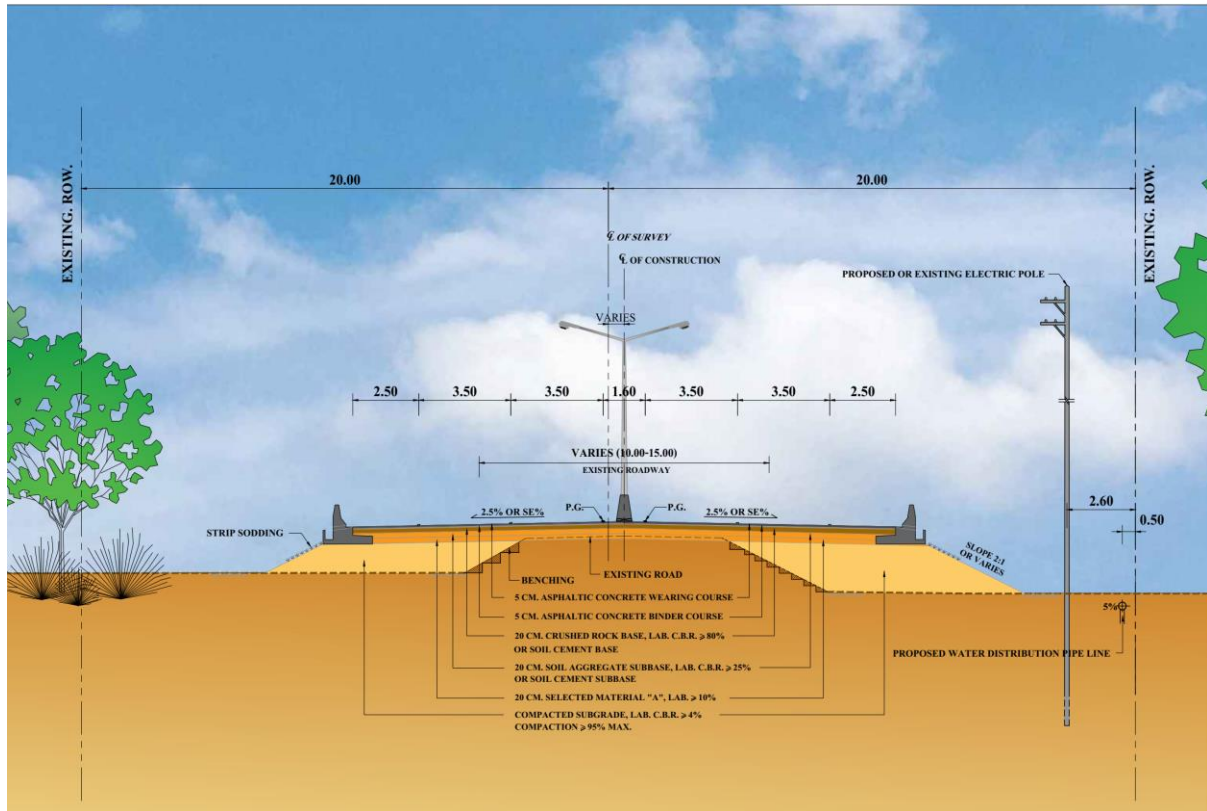 EXISTING. ROW.
20.00
20.00
EXISTING. ROW.
℄ OF SURVEY
℄ OF CONSTRUCTION
PROPOSED OR EXISTING ELECTRIC POLE
VARIES
2.50
3.50
3.50
1.60
3.50
3.50
2.50
VARIES (10.00-15.00)
EXISTING ROADWAY
2.60
0.50
2.5% OR SE%
P.G.
P.G.
2.5% OR SE%
STRIP SODDING
SLOPE 2:1
OR VARIES
BENCHING
EXISTING ROAD
5 CM. ASPHALTIC CONCRETE WEARING COURSE
5%
5 CM. ASPHALTIC CONCRETE BINDER COURSE
20 CM. CRUSHED ROCK BASE, LAB. C.B.R. ⩾ 80%
OR SOIL CEMENT BASE
PROPOSED WATER DISTRIBUTION PIPE LINE
20 CM. SOIL AGGREGATE SUBBASE, LAB. C.B.R. ⩾ 25%
OR SOIL CEMENT SUBBASE
20 CM. SELECTED MATERIAL "A", LAB. ⩾ 10%
COMPACTED SUBGRADE, LAB. C.B.R. ⩾ 4%
COMPACTION ⩾ 95% MAX.